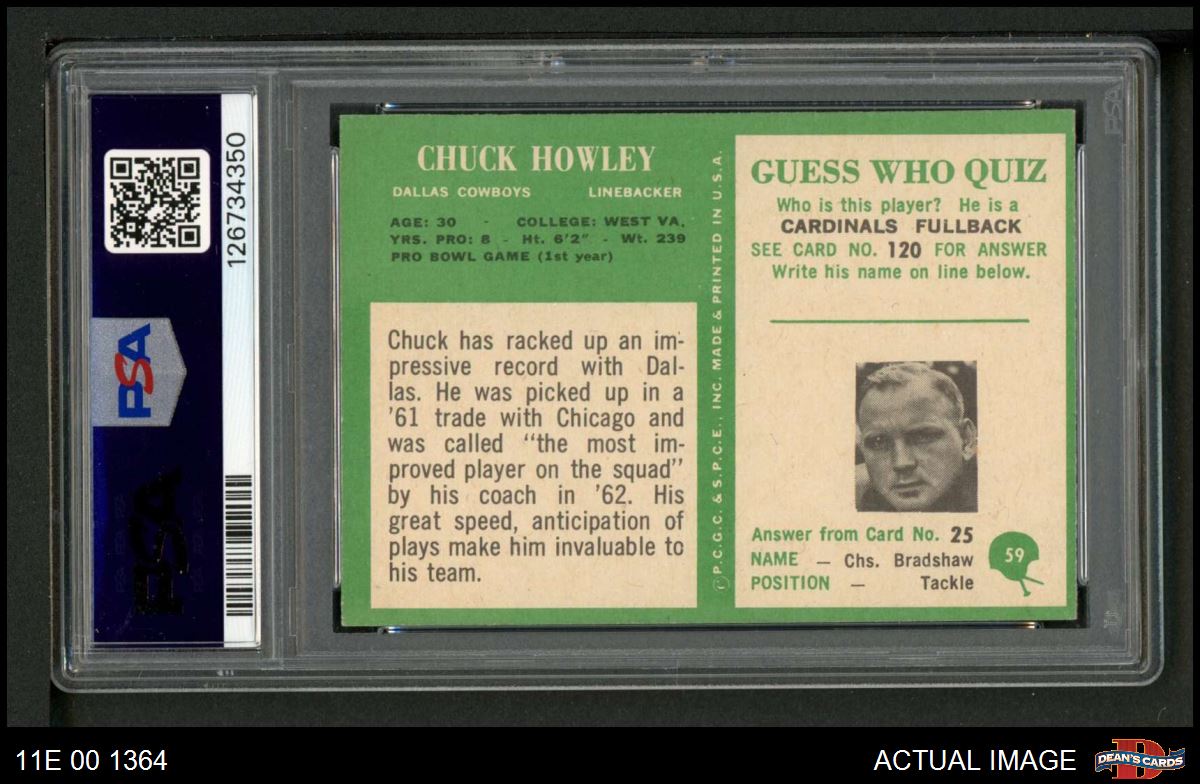 126734350
PSA
PSA
CHUCK HOWLEY
DALLAS COWBOYS LINEBACKER
AGE: 30 - COLLEGE: WEST VA.
YRS. PRO: 8 - Ht. 6'2" - Wt. 239
PRO BOWL GAME (1st year)
Chuck has racked up an im-
pressive record with Dal-
las. He was picked up in a
'61 trade with Chicago and
was called "the most im-
proved player on the squad"
by his coach in '62. His
great speed, anticipation of
plays make him invaluable to
his team.
©P.C.G.C. & S.P.C.E., INC. MADE & PRINTED IN U.S.A.
GUESS WHO QUIZ
Who is this player? He is a
CARDINALS FULLBACK
SEE CARD NO. 120 FOR ANSWER
Write his name on line below.
Answer from Card No. 25
NAME — Chs. Bradshaw
POSITION — Tackle
59
PSA
11E 00 1364
ACTUAL IMAGE
D
DEAN'S CARDS